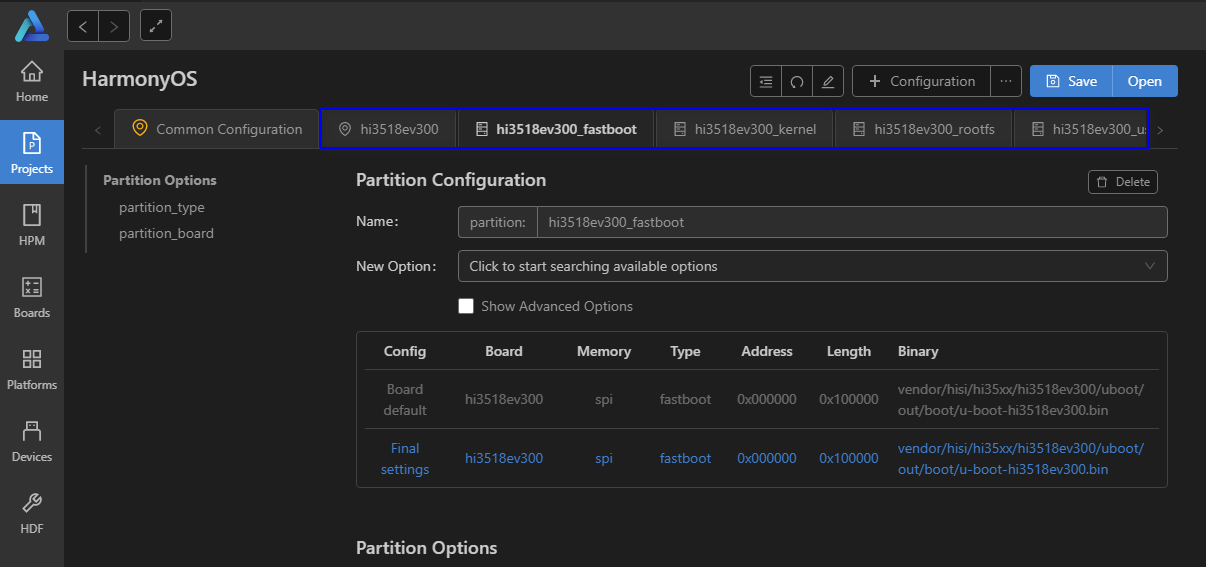 HarmonyOS
Configuration
...
Save
Open
Home
Common Configuration
hi3518ev300
hi3518ev300_fastboot
hi3518ev300_kernel
hi3518ev300_rootfs
hi3518ev300_us
Projects
Partition Options
partition_type
partition_board
Partition Configuration
Delete
Name:
partition:
hi3518ev300_fastboot
HPM
New Option:
Click to start searching available options
Boards
Show Advanced Options
Config
Board
Memory
Type
Address
Length
Binary
Platforms
Board
default
hi3518ev300
spi
fastboot
0x000000
0x100000
vendor/hisi/hi35xx/hi3518ev300/uboot/
out/boot/u-boot-hi3518ev300.bin
Devices
Final
settings
hi3518ev300
spi
fastboot
0x000000
0x100000
vendor/hisi/hi35xx/hi3518ev300/uboot/
out/boot/u-boot-hi3518ev300.bin
HDF
Partition Options